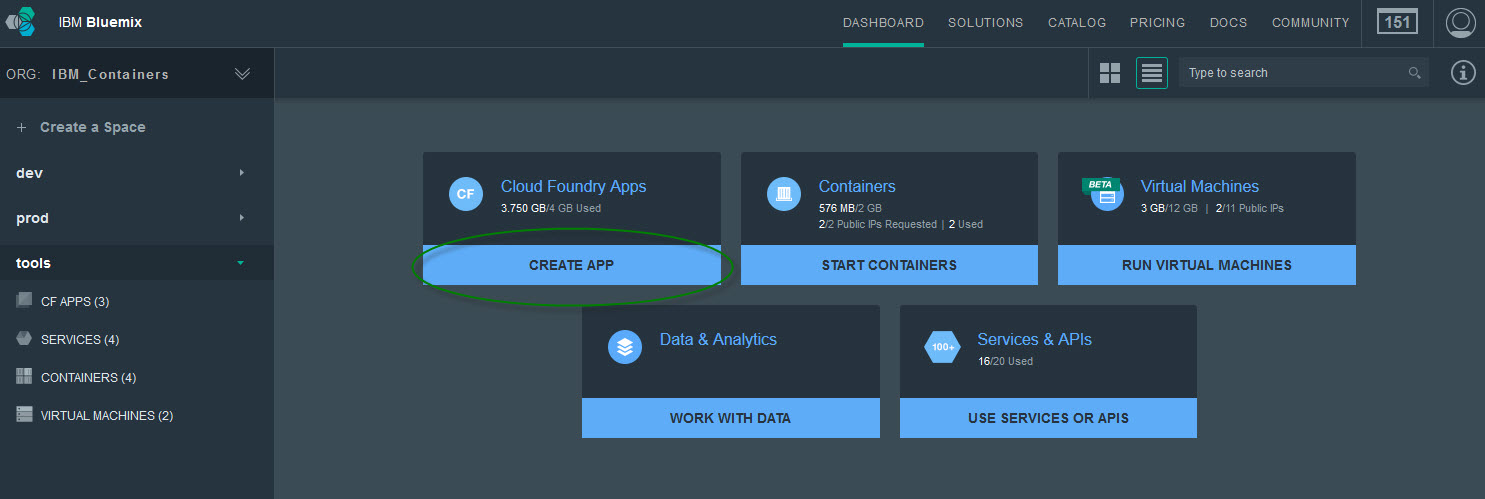 IBM Bluemix
DASHBOARD SOLUTIONS CATALOG PRICING DOCS COMMUNITY 151
ORG: IBM_Containers
Type to search
+ Create a Space
dev
prod
tools
CF APPS (3)
SERVICES (4)
CONTAINERS (4)
VIRTUAL MACHINES (2)
CF
Cloud Foundry Apps
3.750 GB/4 GB Used
CREATE APP
Containers
576 MB/2 GB
2/2 Public IPs Requested | 2 Used
START CONTAINERS
BETA
Virtual Machines
3 GB/12 GB | 2/11 Public IPs
RUN VIRTUAL MACHINES
Data & Analytics
WORK WITH DATA
100+
Services & APIs
16/20 Used
USE SERVICES OR APIS